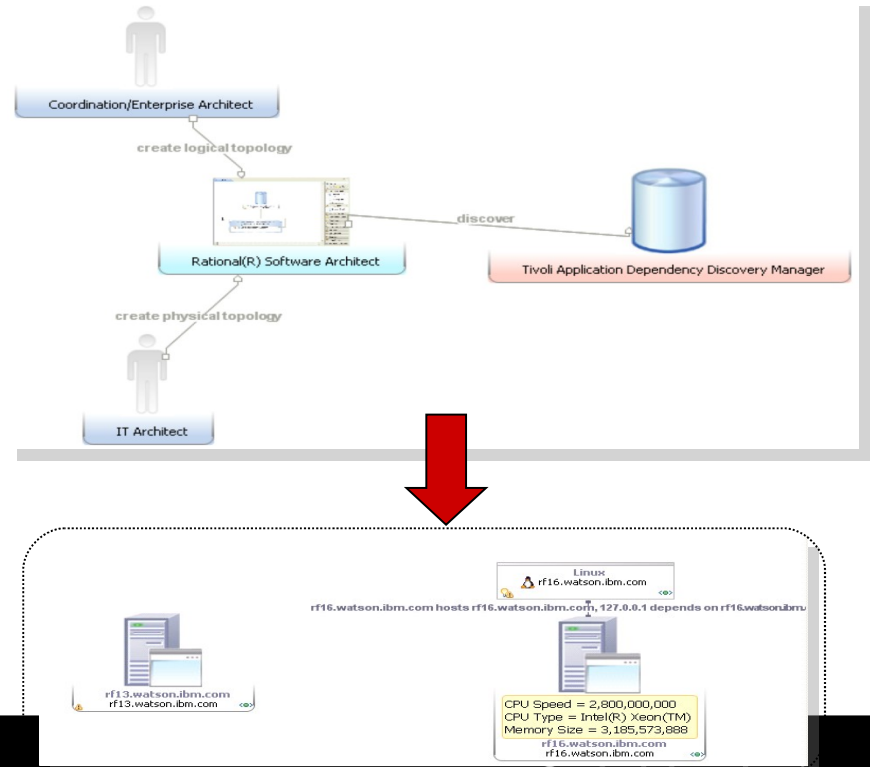 Coordination/Enterprise Architect
create logical topology
discover
Rational(R) Software Architect
Tivoli Application Dependency Discovery Manager
create physical topology
IT Architect
Linux
rf16.watson.ibm.com
rf16.watson.ibm.com hosts rf16.watson.ibm.com, 127.0.0.1 depends on rf16.watson.ibm.
rf13.watson.ibm.com
rf13.watson.ibm.com
CPU Speed = 2,800,000,000
CPU Type = Intel(R) Xeon(TM)
Memory Size = 3,185,573,888
rf16.watson.ibm.com
rf16.watson.ibm.com